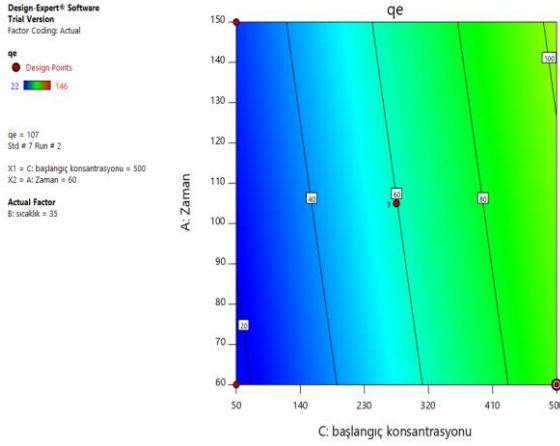 Design-Expert® Software
Trial Version
Factor Coding: Actual
qe
Design Points
22 146
qe = 107
Std # 7 Run # 2
X1 = C: başlangıç konsantrasyonu = 500
X2 = A: Zaman = 60
Actual Factor
B: sıcaklık = 35
qe
A: Zaman
150
140
130
120
110
100
90
80
70
60
100
40
60
3
80
20
50 140 230 320 410
C: başlangıç konsantrasyonu